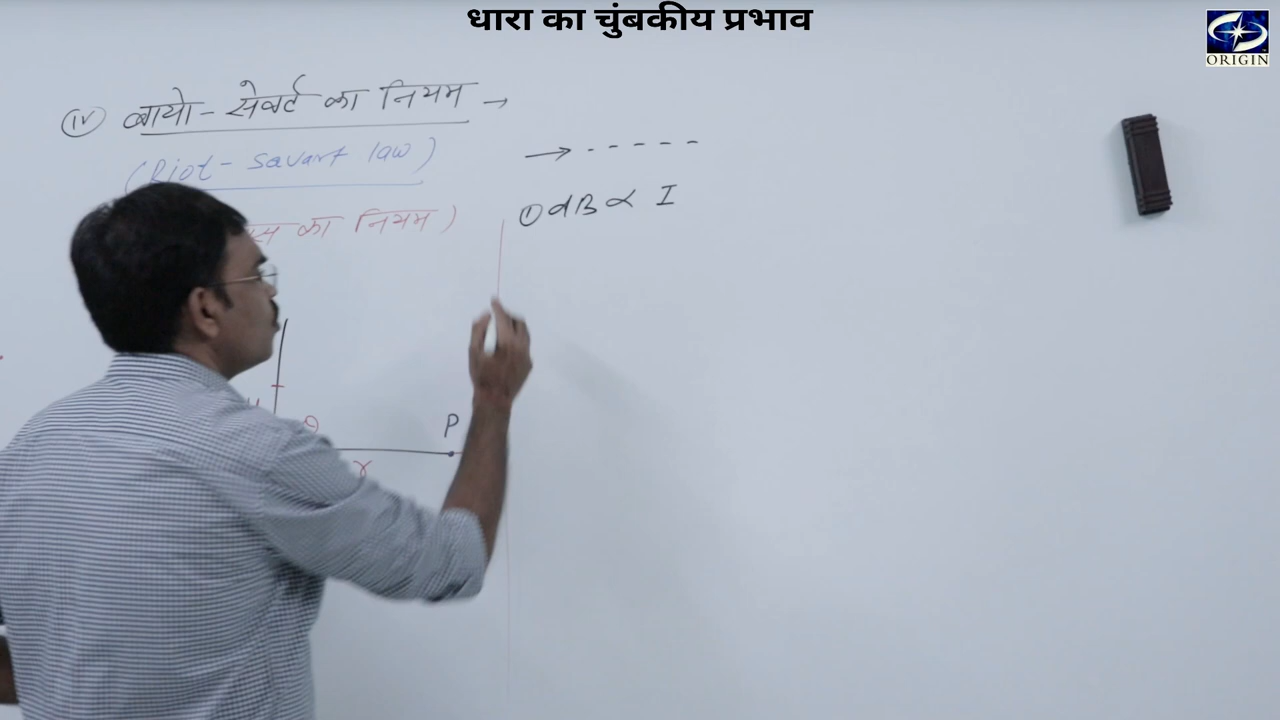 धारा का चुंबकीय प्रभाव
ORIGIN
(iv) बायो-सेवर्ट का नियम →
(Biot-Savart law)
का नियम)
→ - - - - -
① dB ∝ I
P
r